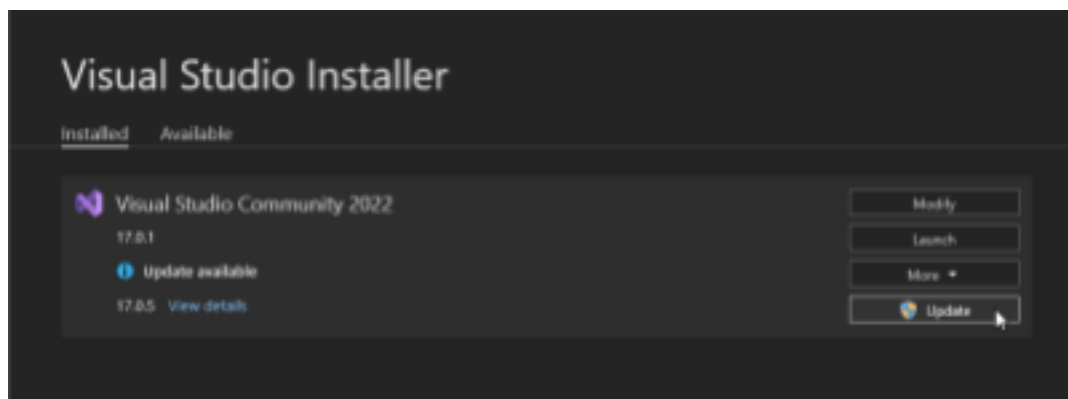 Visual Studio Installer
Installed Available
Visual Studio Community 2022
17.0.1
Update available
17.0.5 View details
Modify
Launch
More
Update